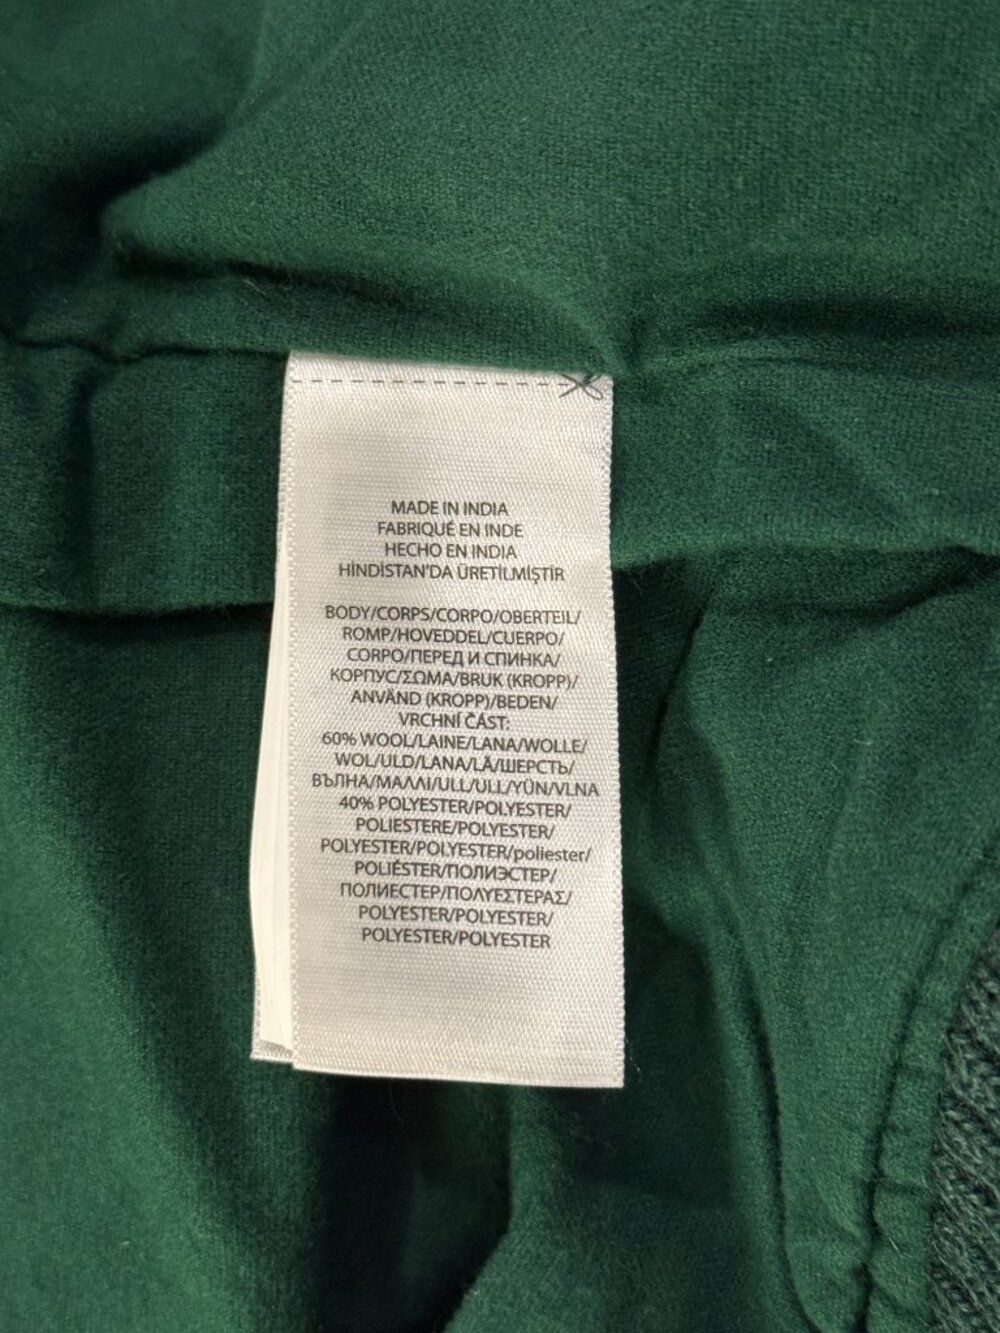 MADE IN INDIA
FABRIQUÉ EN INDE
HECHO EN INDIA
HİNDİSTAN'DA ÜRETİLMİŞTİR
BODY/CORPS/CORPO/OBERTEIL/
ROMP/HOVEDDEL/CUERPO/
CORPO/ПЕРЕД И СПИНКА/
КОРПУС/ΣΩΜΑ/BRUK (KROPP)/
ANVÄND (KROPP)/BEDEN/
VRCHNÍ ČÁST:
60% WOOL/LAINE/LANA/WOLLE/
WOL/ULD/LANA/LÃ/ШЕРСТЬ/
ВЪЛНА/ΜΑΛΛΙ/ULL/ULL/YÜN/VLNA
40% POLYESTER/POLYESTER/
POLIESTERE/POLYESTER/
POLYESTER/POLYESTER/poliester/
POLIÉSTER/ПОЛИЭСТЕР/
ПОЛИЕСТЕР/ΠΟΛΥΕΣΤΕΡΑΣ/
POLYESTER/POLYESTER/
POLYESTER/POLYESTER